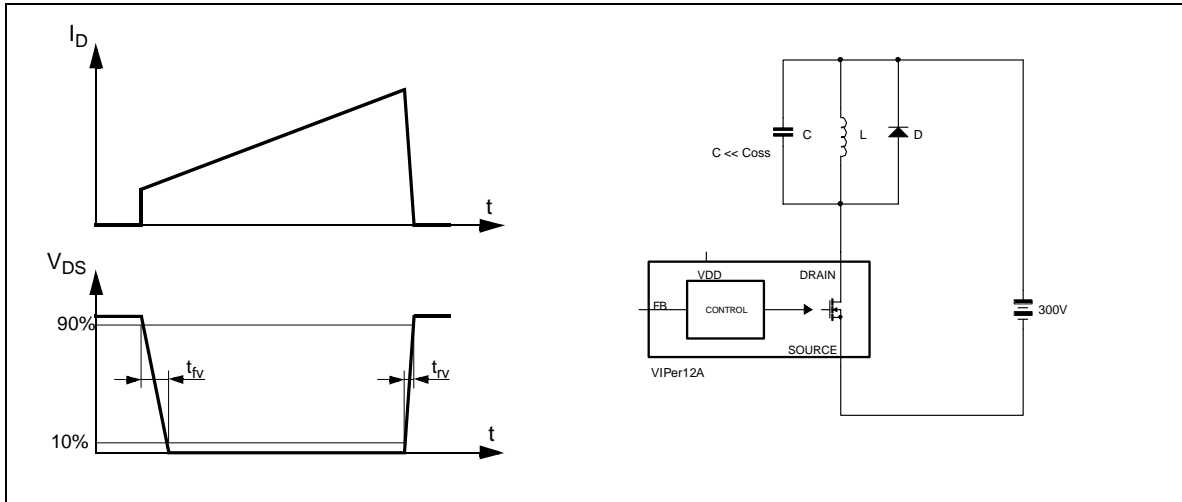 I_D
t
V_DS
90%
t_fv
t_rv
10%
t
C
L
D
C << Coss
VDD
DRAIN
FB
CONTROL
SOURCE
VIPer12A
300V